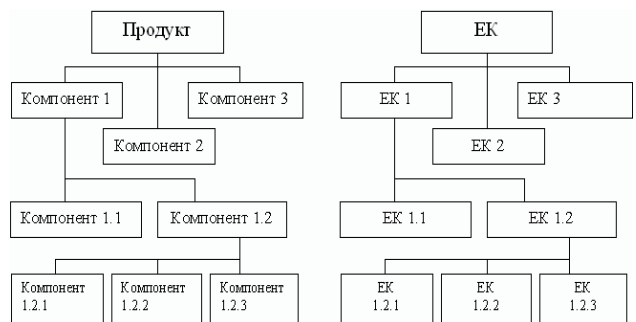 Продукт
Компонент 1
Компонент 3
Компонент 2
Компонент 1.1
Компонент 1.2
Компонент
1.2.1
Компонент
1.2.2
Компонент
1.2.3
ЕК
ЕК 1
ЕК 3
ЕК 2
ЕК 1.1
ЕК 1.2
ЕК
1.2.1
ЕК
1.2.2
ЕК
1.2.3